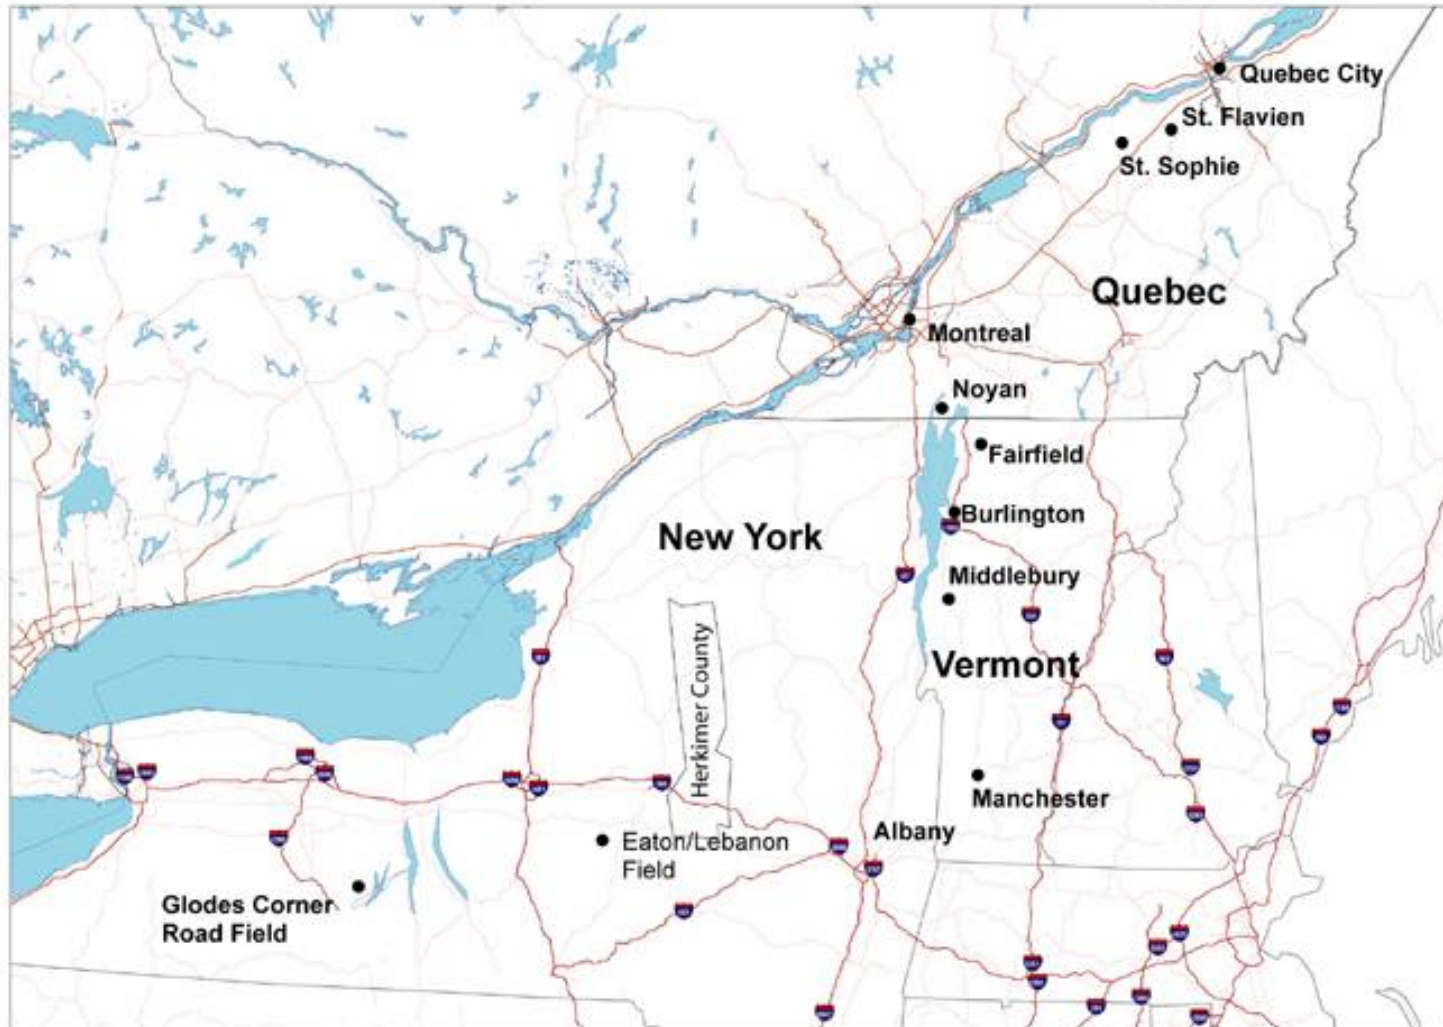 Quebec City
St. Flavien
St. Sophie
Quebec
Montreal
Noyan
Fairfield
Burlington
New York
Middlebury
Herkimer County
Vermont
Manchester
Albany
Eaton/Lebanon
Field
Glodes Corner
Road Field